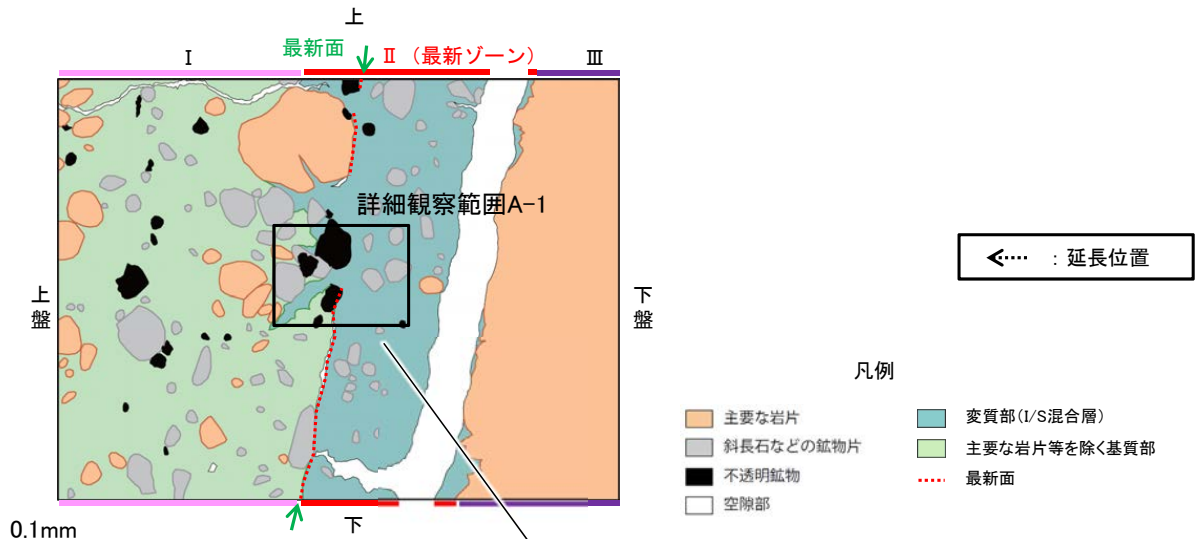 上
最新面
Ⅰ
Ⅱ （最新ゾーン）
Ⅲ
詳細観察範囲A-1
上盤
下盤
：延長位置
凡例
主要な岩片
斜長石などの鉱物片
不透明鉱物
空隙部
変質部(I/S混合層)
主要な岩片等を除く基質部
最新面
0.1mm
下